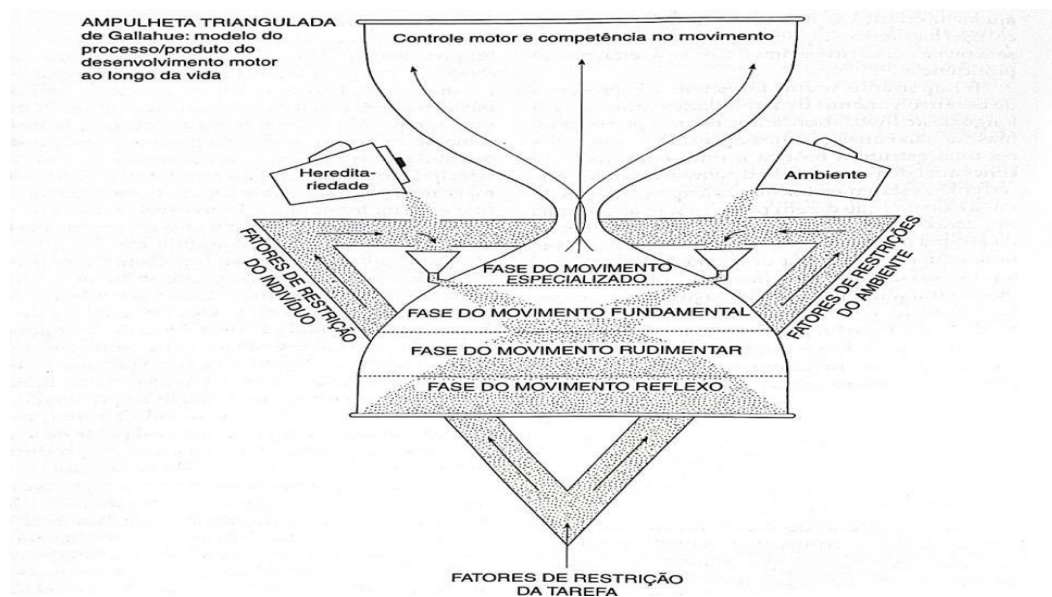 AMPULHETA TRIANGULADA
de Gallahue: modelo do
processo/produto do
desenvolvimento motor
ao longo da vida
Controle motor e competência no movimento
Heredita-
riedade
Ambiente
FATORES DE RESTRIÇÃO
DO INDIVÍDUO
FATORES DE RESTRIÇÕES
DO AMBIENTE
FASE DO MOVIMENTO
ESPECIALIZADO
FASE DO MOVIMENTO FUNDAMENTAL
FASE DO MOVIMENTO RUDIMENTAR
FASE DO MOVIMENTO REFLEXO
FATORES DE RESTRIÇÃO
DA TAREFA